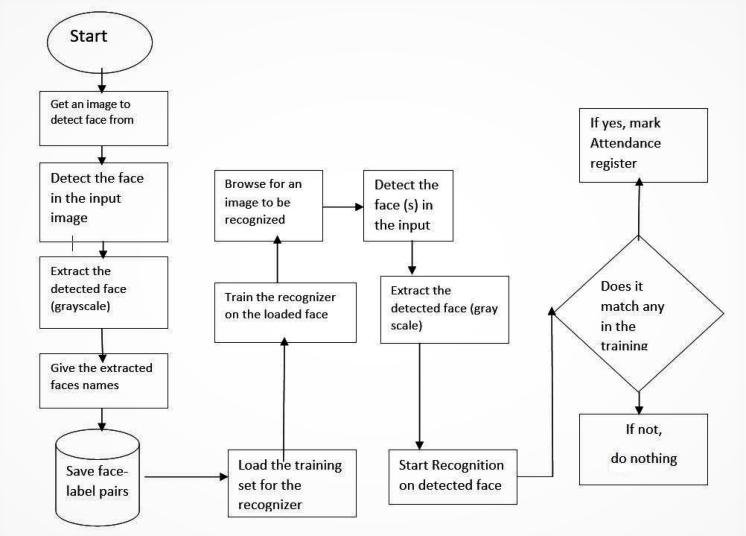 Start
Get an image to
detect face from
Detect the face
in the input
image
Extract the
detected face
(grayscale)
Give the extracted
faces names
Save face-
label pairs
Load the training
set for the
recognizer
Train the recognizer
on the loaded face
Browse for an
image to be
recognized
Detect the
face (s) in
the input
Extract the
detected face (gray
scale)
Start Recognition
on detected face
Does it
match any
in the
training
If yes, mark
Attendance
register
If not,
do nothing